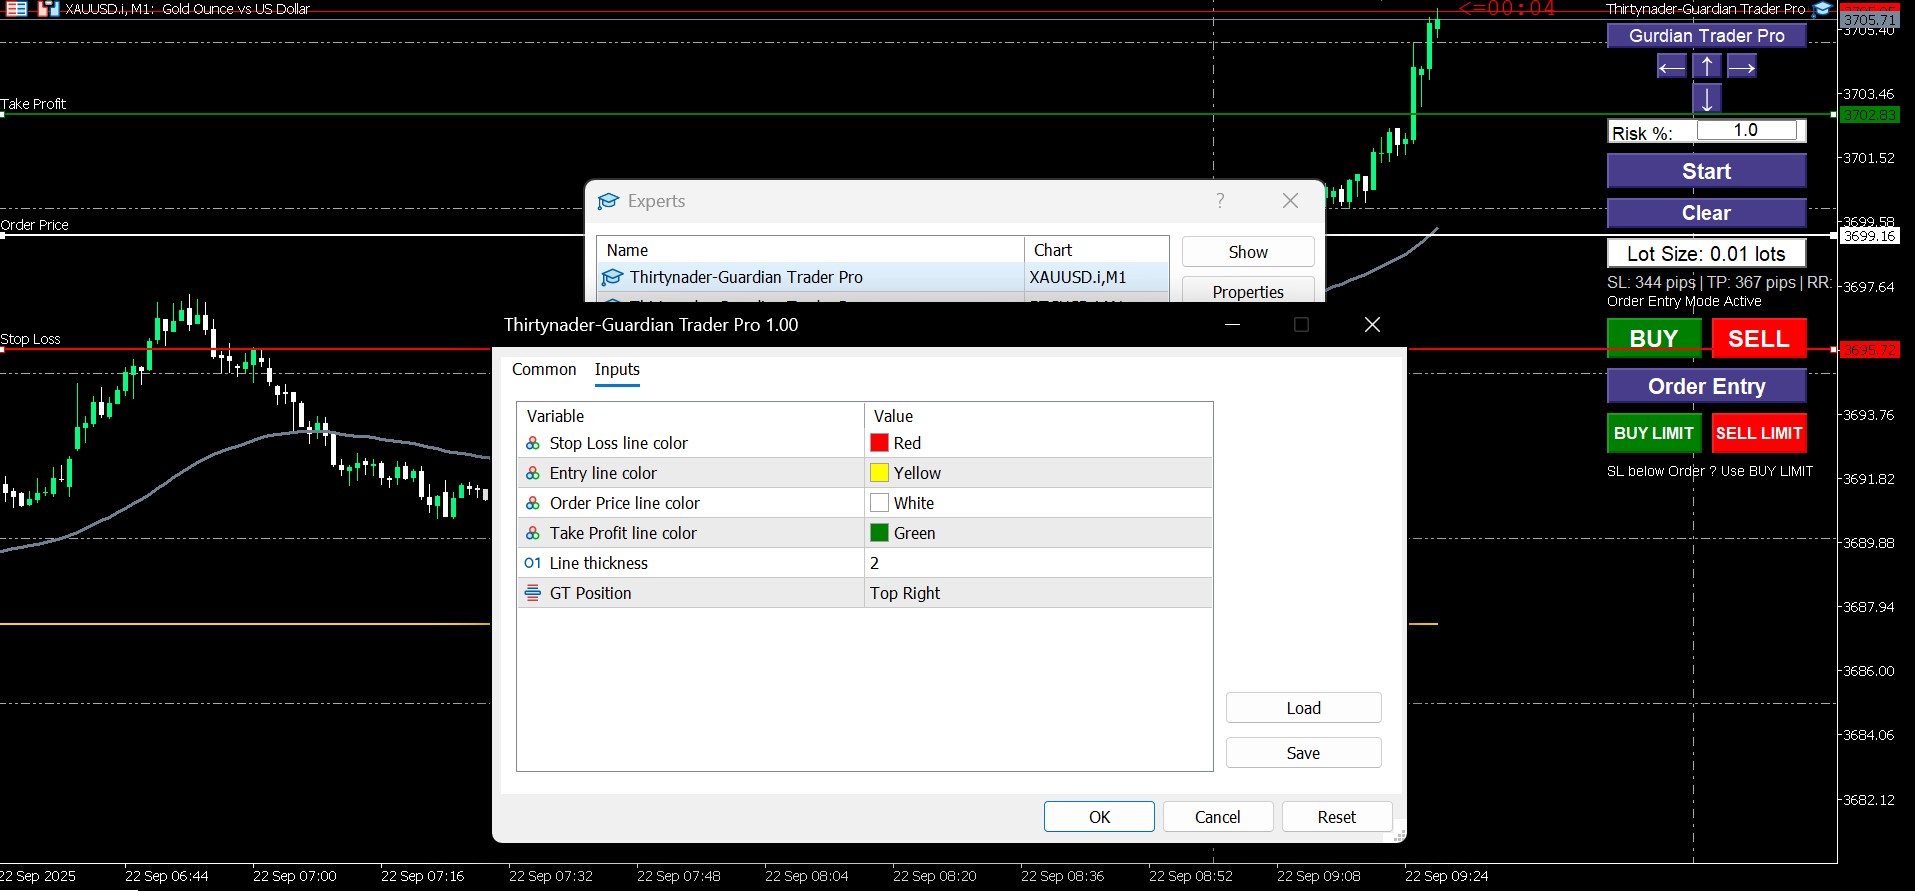 XAUUSD.i, M1: Gold Ounce vs US Dollar
<=00:04
Thirtynader-Guardian Trader Pro
3705.71
3705.40
Gurdian Trader Pro
← ↑ →
↓
3703.46
Take Profit
3702.83
Risk %: 1.0
3701.52
Start
Clear
3699.58
Order Price
3699.16
Lot Size: 0.01 lots
SL: 344 pips | TP: 367 pips | RR:
3697.64
Order Entry Mode Active
BUY SELL
Stop Loss
3695.72
Order Entry
3693.76
BUY LIMIT SELL LIMIT
SL below Order ? Use BUY LIMIT
3691.82
3689.88
3687.94
3686.00
3684.06
3682.12
Experts
?
Name Chart
Show
Thirtynader-Guardian Trader Pro XAUUSD.i,M1
Properties
Thirtynader-Guardian Trader Pro 1.00
Common Inputs
Variable Value
Stop Loss line color Red
Entry line color Yellow
Order Price line color White
Take Profit line color Green
01 Line thickness 2
GT Position Top Right
Load
Save
OK Cancel Reset
22 Sep 2025 22 Sep 06:44 22 Sep 07:00 22 Sep 07:16 22 Sep 07:32 22 Sep 07:48 22 Sep 08:04 22 Sep 08:20 22 Sep 08:36 22 Sep 08:52 22 Sep 09:08 22 Sep 09:24